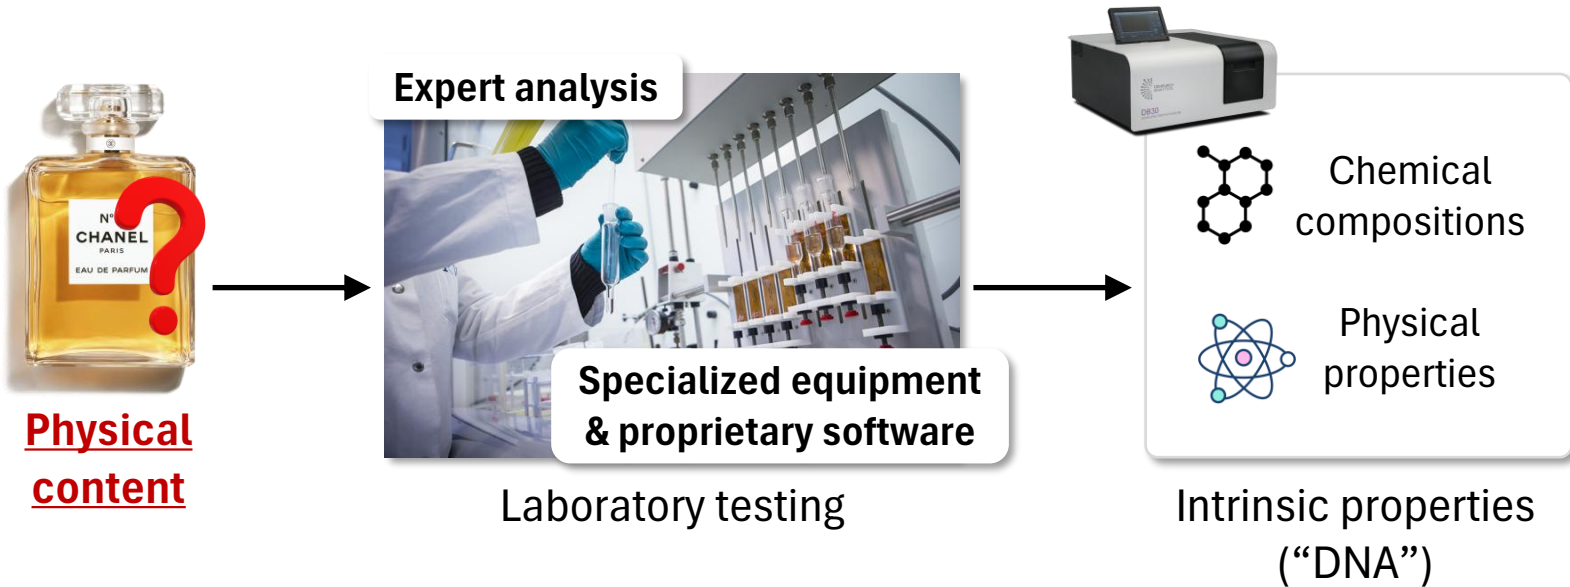 Expert analysis
N°
CHANEL
PARIS
EAU DE PARFUM
Physical
content
Specialized equipment
& proprietary software
Laboratory testing
DB30
Chemical
compositions
Physical
properties
Intrinsic properties
(“DNA”)